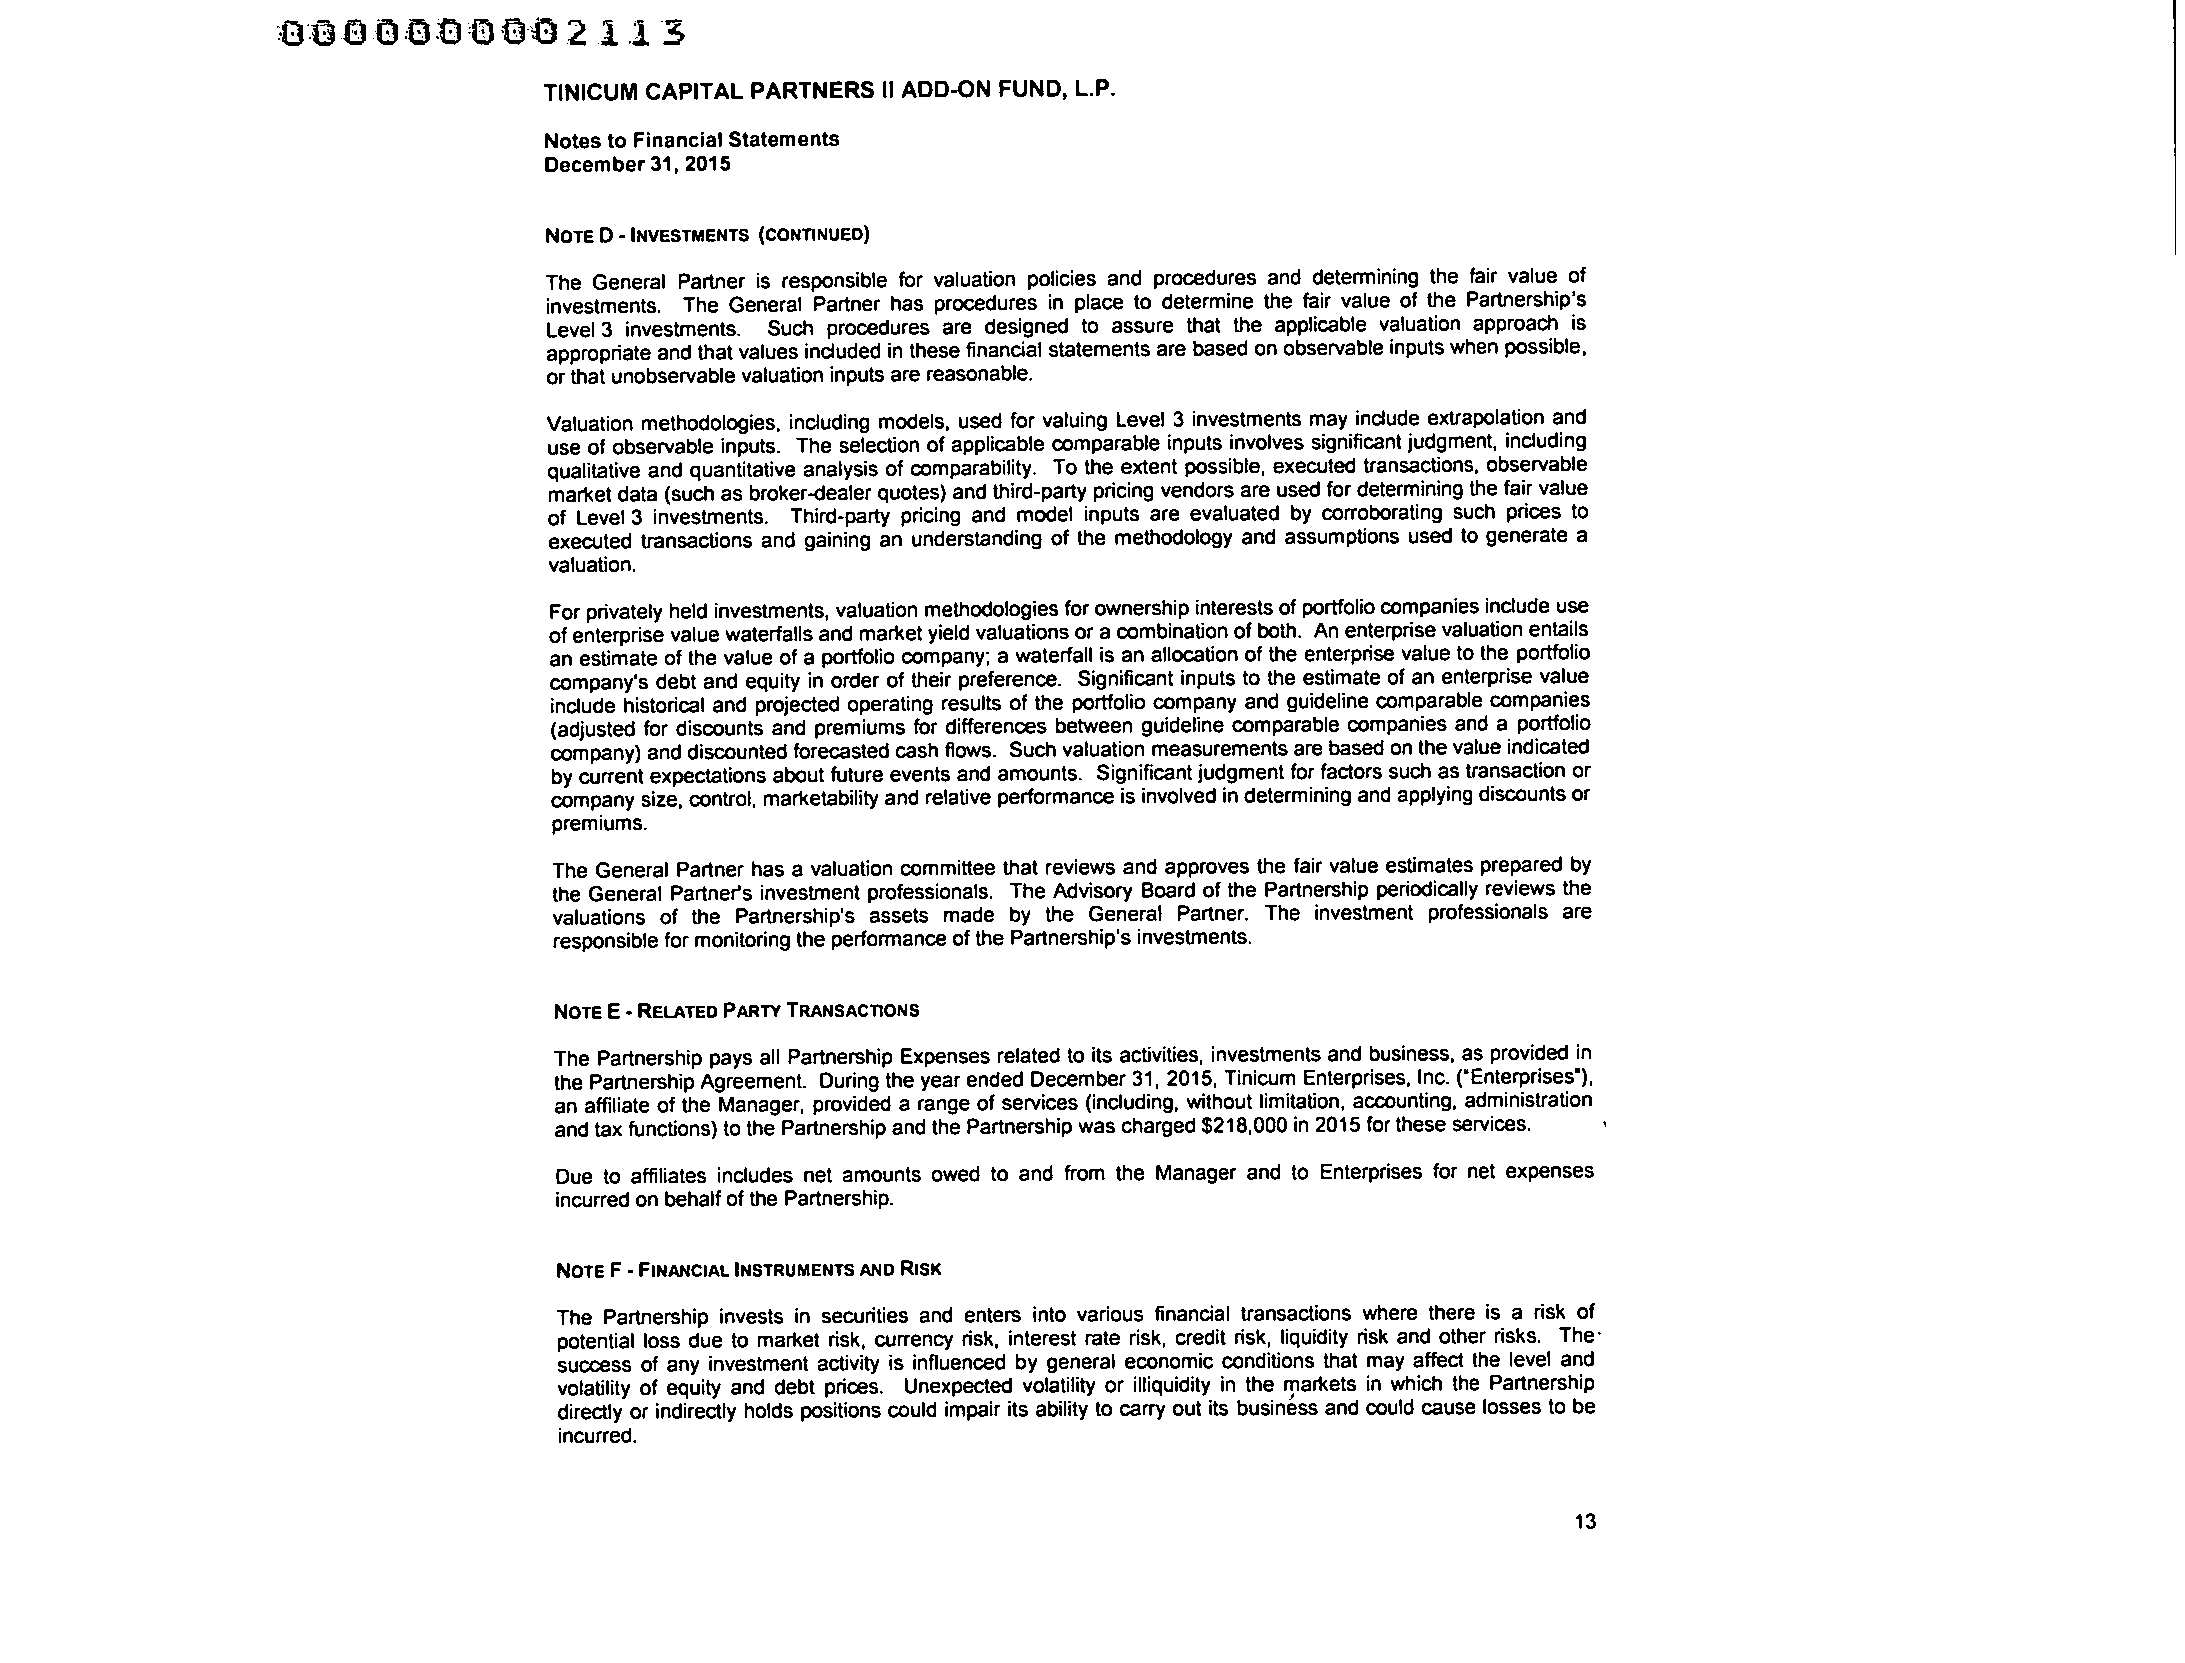 0000000002113
TINICUM CAPITAL PARTNERS II ADD-ON FUND, L.P.
Notes to Financial Statements
December 31, 2015
NOTE D - INVESTMENTS (CONTINUED)
The General Partner is responsible for valuation policies and procedures and determining the fair value of
investments. The General Partner has procedures in place to determine the fair value of the Partnership's
Level 3 investments. Such procedures are designed to assure that the applicable valuation approach is
appropriate and that values included in these financial statements are based on observable inputs when possible,
or that unobservable valuation inputs are reasonable.
Valuation methodologies, including models, used for valuing Level 3 investments may include extrapolation and
use of observable inputs. The selection of applicable comparable inputs involves significant judgment, including
qualitative and quantitative analysis of comparability. To the extent possible, executed transactions, observable
market data (such as broker-dealer quotes) and third-party pricing vendors are used for determining the fair value
of Level 3 investments. Third-party pricing and model inputs are evaluated by corroborating such prices to
executed transactions and gaining an understanding of the methodology and assumptions used to generate a
valuation.
For privately held investments, valuation methodologies for ownership interests of portfolio companies include use
of enterprise value waterfalls and market yield valuations or a combination of both. An enterprise valuation entails
an estimate of the value of a portfolio company; a waterfall is an allocation of the enterprise value to the portfolio
company's debt and equity in order of their preference. Significant inputs to the estimate of an enterprise value
include historical and projected operating results of the portfolio company and guideline comparable companies
(adjusted for discounts and premiums for differences between guideline comparable companies and a portfolio
company) and discounted forecasted cash flows. Such valuation measurements are based on the value indicated
by current expectations about future events and amounts. Significant judgment for factors such as transaction or
company size, control, marketability and relative performance is involved in determining and applying discounts or
premiums.
The General Partner has a valuation committee that reviews and approves the fair value estimates prepared by
the General Partner's investment professionals. The Advisory Board of the Partnership periodically reviews the
valuations of the Partnership's assets made by the General Partner. The investment professionals are
responsible for monitoring the performance of the Partnership's investments.
NOTE E - RELATED PARTY TRANSACTIONS
The Partnership pays all Partnership Expenses related to its activities, investments and business, as provided in
the Partnership Agreement. During the year ended December 31, 2015, Tinicum Enterprises, Inc. ("Enterprises"),
an affiliate of the Manager, provided a range of services (including, without limitation, accounting, administration
and tax functions) to the Partnership and the Partnership was charged $218,000 in 2015 for these services.
Due to affiliates includes net amounts owed to and from the Manager and to Enterprises for net expenses
incurred on behalf of the Partnership.
NOTE F - FINANCIAL INSTRUMENTS AND RISK
The Partnership invests in securities and enters into various financial transactions where there is a risk of
potential loss due to market risk, currency risk, interest rate risk, credit risk, liquidity risk and other risks. The
success of any investment activity is influenced by general economic conditions that may affect the level and
volatility of equity and debt prices. Unexpected volatility or illiquidity in the markets in which the Partnership
directly or indirectly holds positions could impair its ability to carry out its business and could cause losses to be
incurred.
13